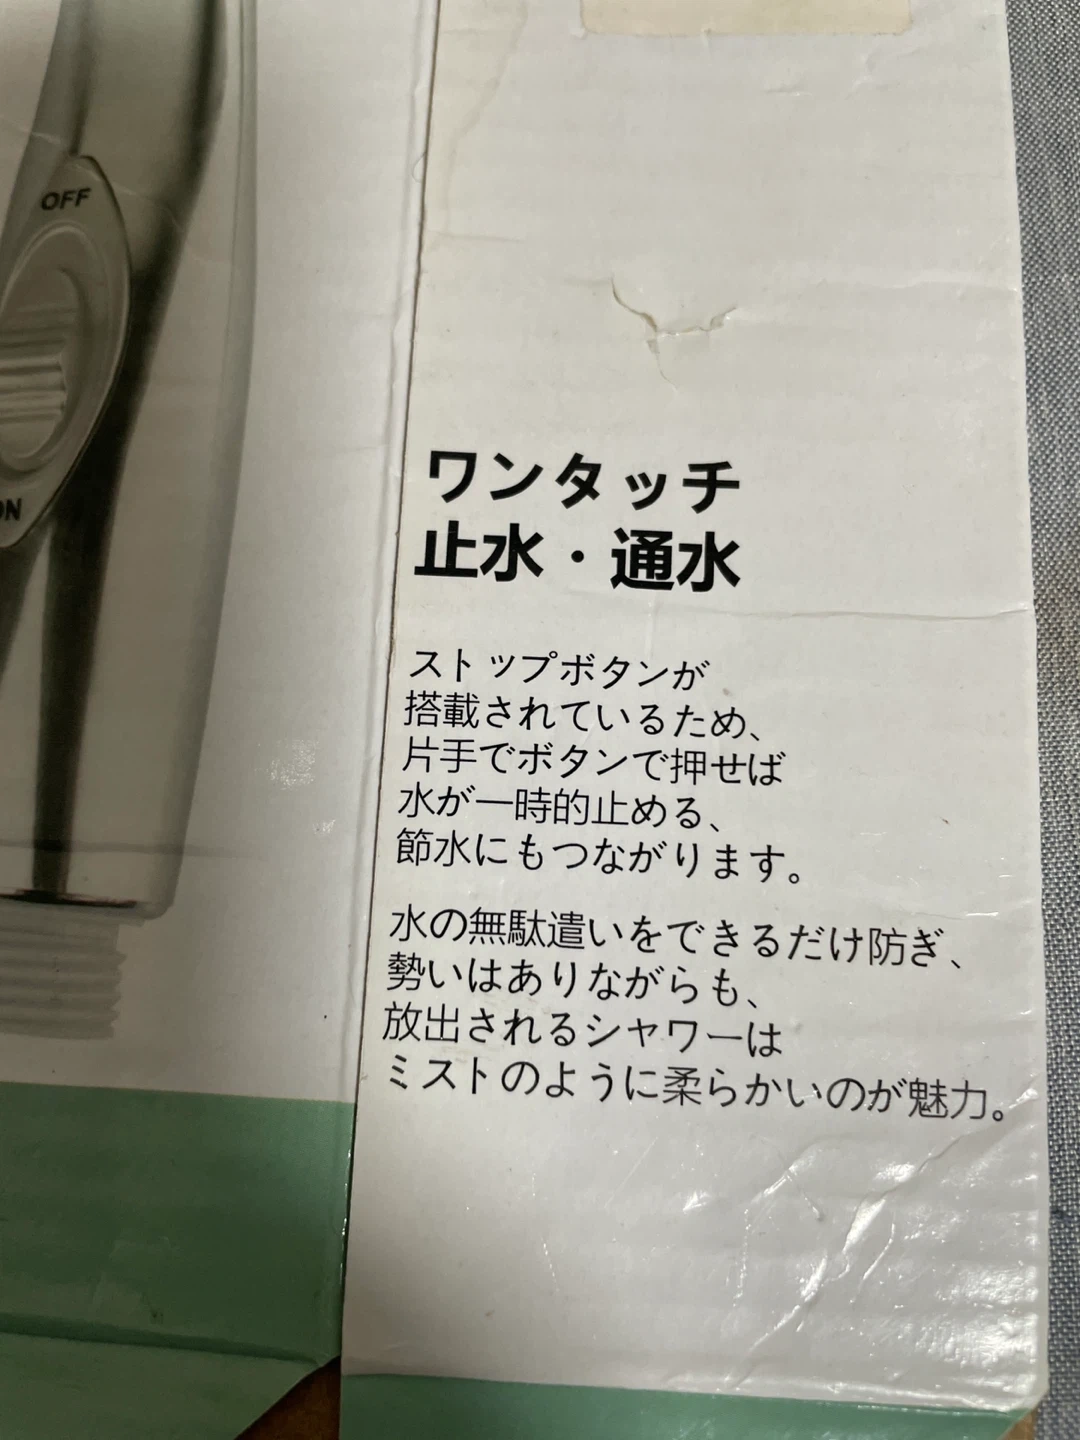 OFF
ON
ワンタッチ
止水・通水
ストップボタンが
搭載されているため、
片手でボタンで押せば
水が一時的止める、
節水にもつながります。
水の無駄遣いをできるだけ防ぎ、
勢いはありながらも、
放出されるシャワーは
ミストのように柔らかいのが魅力。